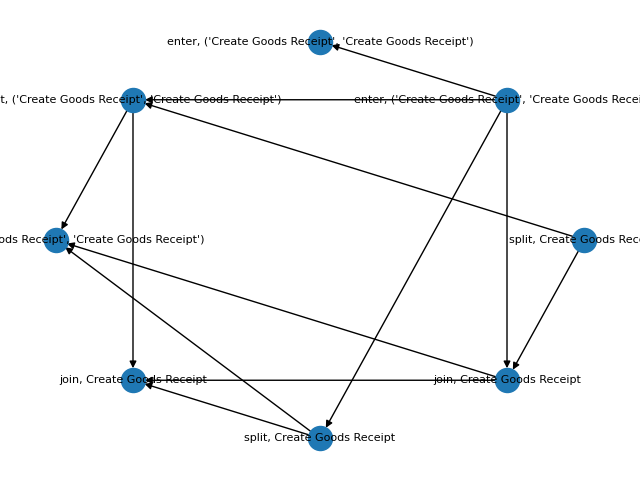 enter, ('Create Goods Receipt', 'Create Goods Receipt')
t, ('Create Goods Receipt', 'Create Goods Receipt')
enter, ('Create Goods Receipt', 'Create Goods Recei
ods Receipt', 'Create Goods Receipt')
split, Create Goods Rece
join, Create Goods Receipt
join, Create Goods Receipt
split, Create Goods Receipt